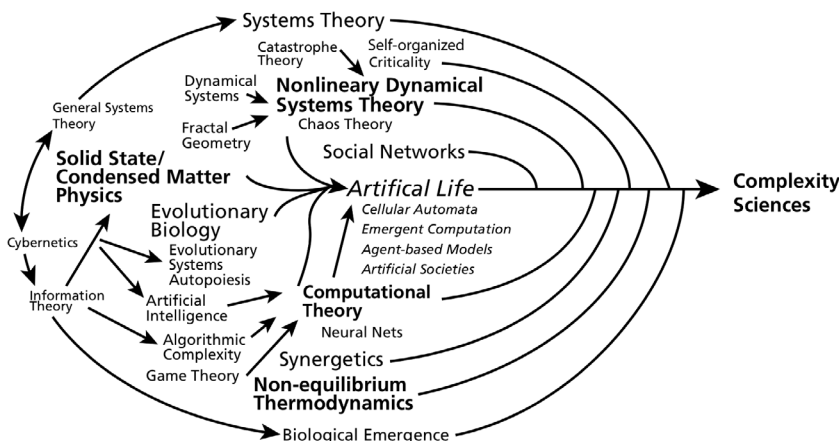 Systems Theory
Catastrophe
Theory
Self-organized
Criticality
Dynamical
Systems
Nonlineary Dynamical
Systems Theory
Chaos Theory
General Systems
Theory
Fractal
Geometry
Solid State/
Condensed Matter
Physics
Social Networks
Artifical Life
Cellular Automata
Emergent Computation
Agent-based Models
Artificial Societies
Complexity
Sciences
Evolutionary
Biology
Cybernetics
Evolutionary
Systems
Autopoiesis
Information
Theory
Artificial
Intelligence
Computational
Theory
Neural Nets
Algorithmic
Complexity
Game Theory
Synergetics
Non-equilibrium
Thermodynamics
Biological Emergence